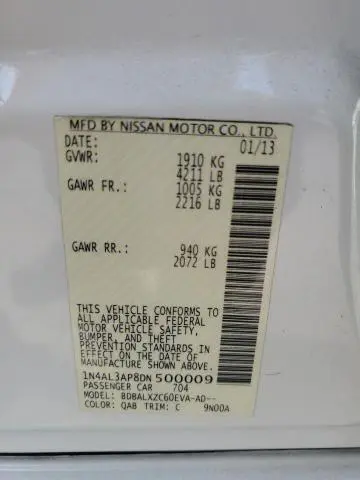 MFD BY NISSAN MOTOR CO., LTD.
DATE: 01/13
GVWR: 1910 KG
4211 LB
GAWR FR.: 1005 KG
2216 LB
GAWR RR.: 940 KG
2072 LB
THIS VEHICLE CONFORMS TO
ALL APPLICABLE FEDERAL
MOTOR VEHICLE SAFETY,
BUMPER, AND THEFT
PREVENTION STANDARDS IN
EFFECT ON THE DATE OF
MANUFACTURE SHOWN ABOVE.
1N4AL3AP8DN 500009
PASSENGER CAR 704
MODEL: BDBALXZC60EVA-AD--
COLOR: QAB TRIM: C 9N00A